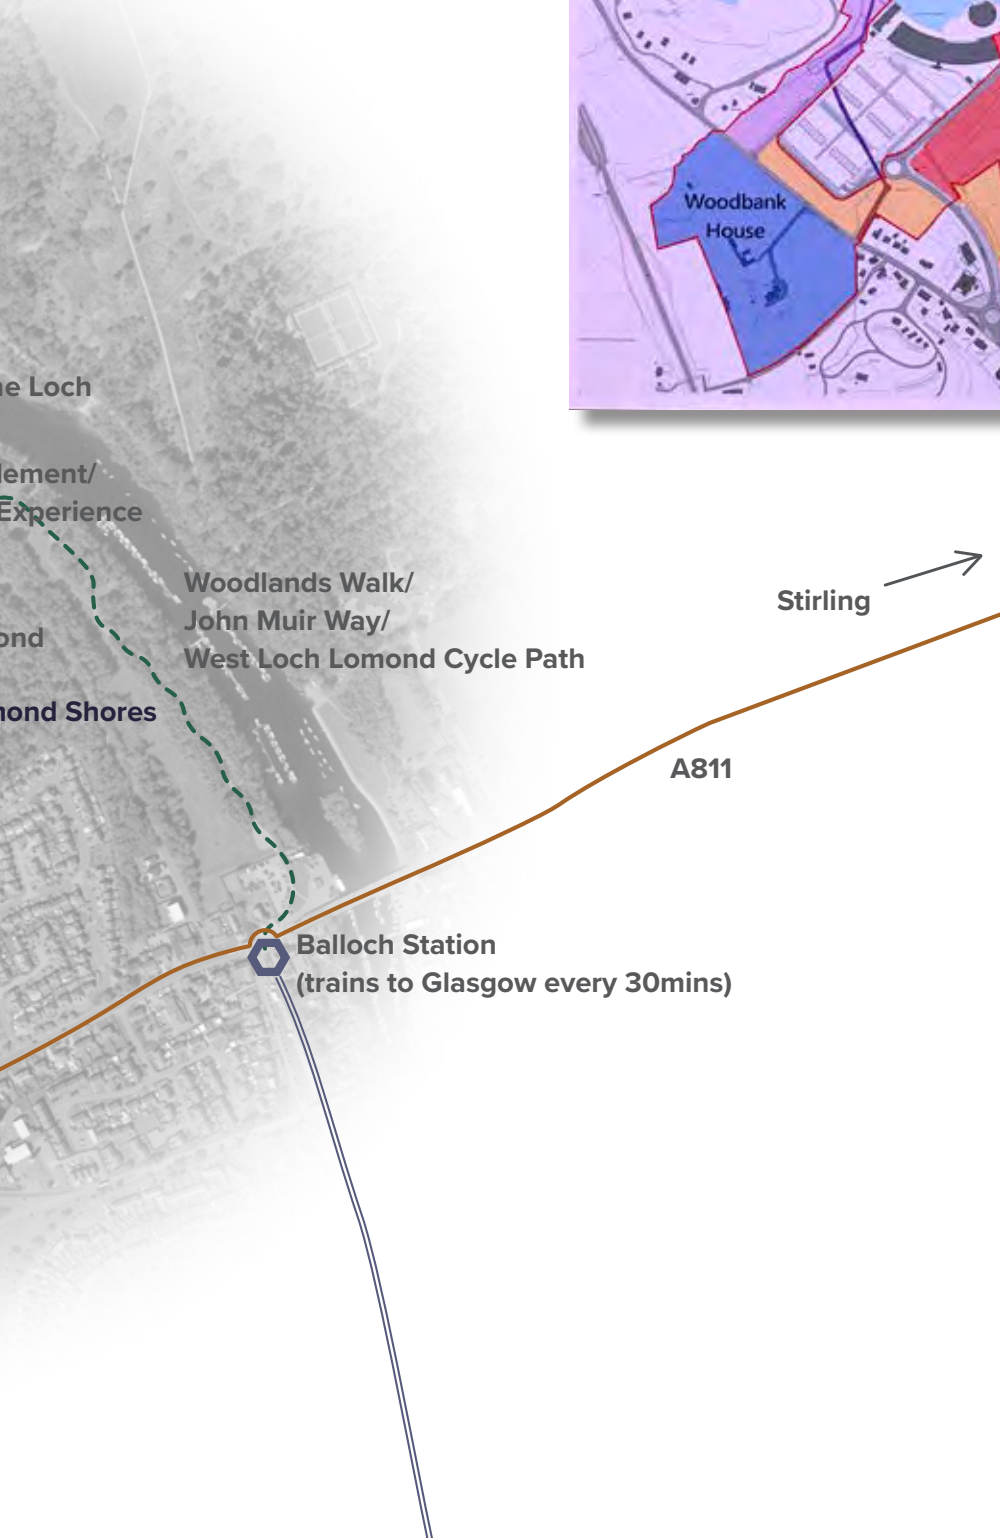 Woodbank
House
e Loch
lement/
Experience
Woodlands Walk/
John Muir Way/
West Loch Lomond Cycle Path
Stirling
ond
mond Shores
A811
Balloch Station
(trains to Glasgow every 30mins)